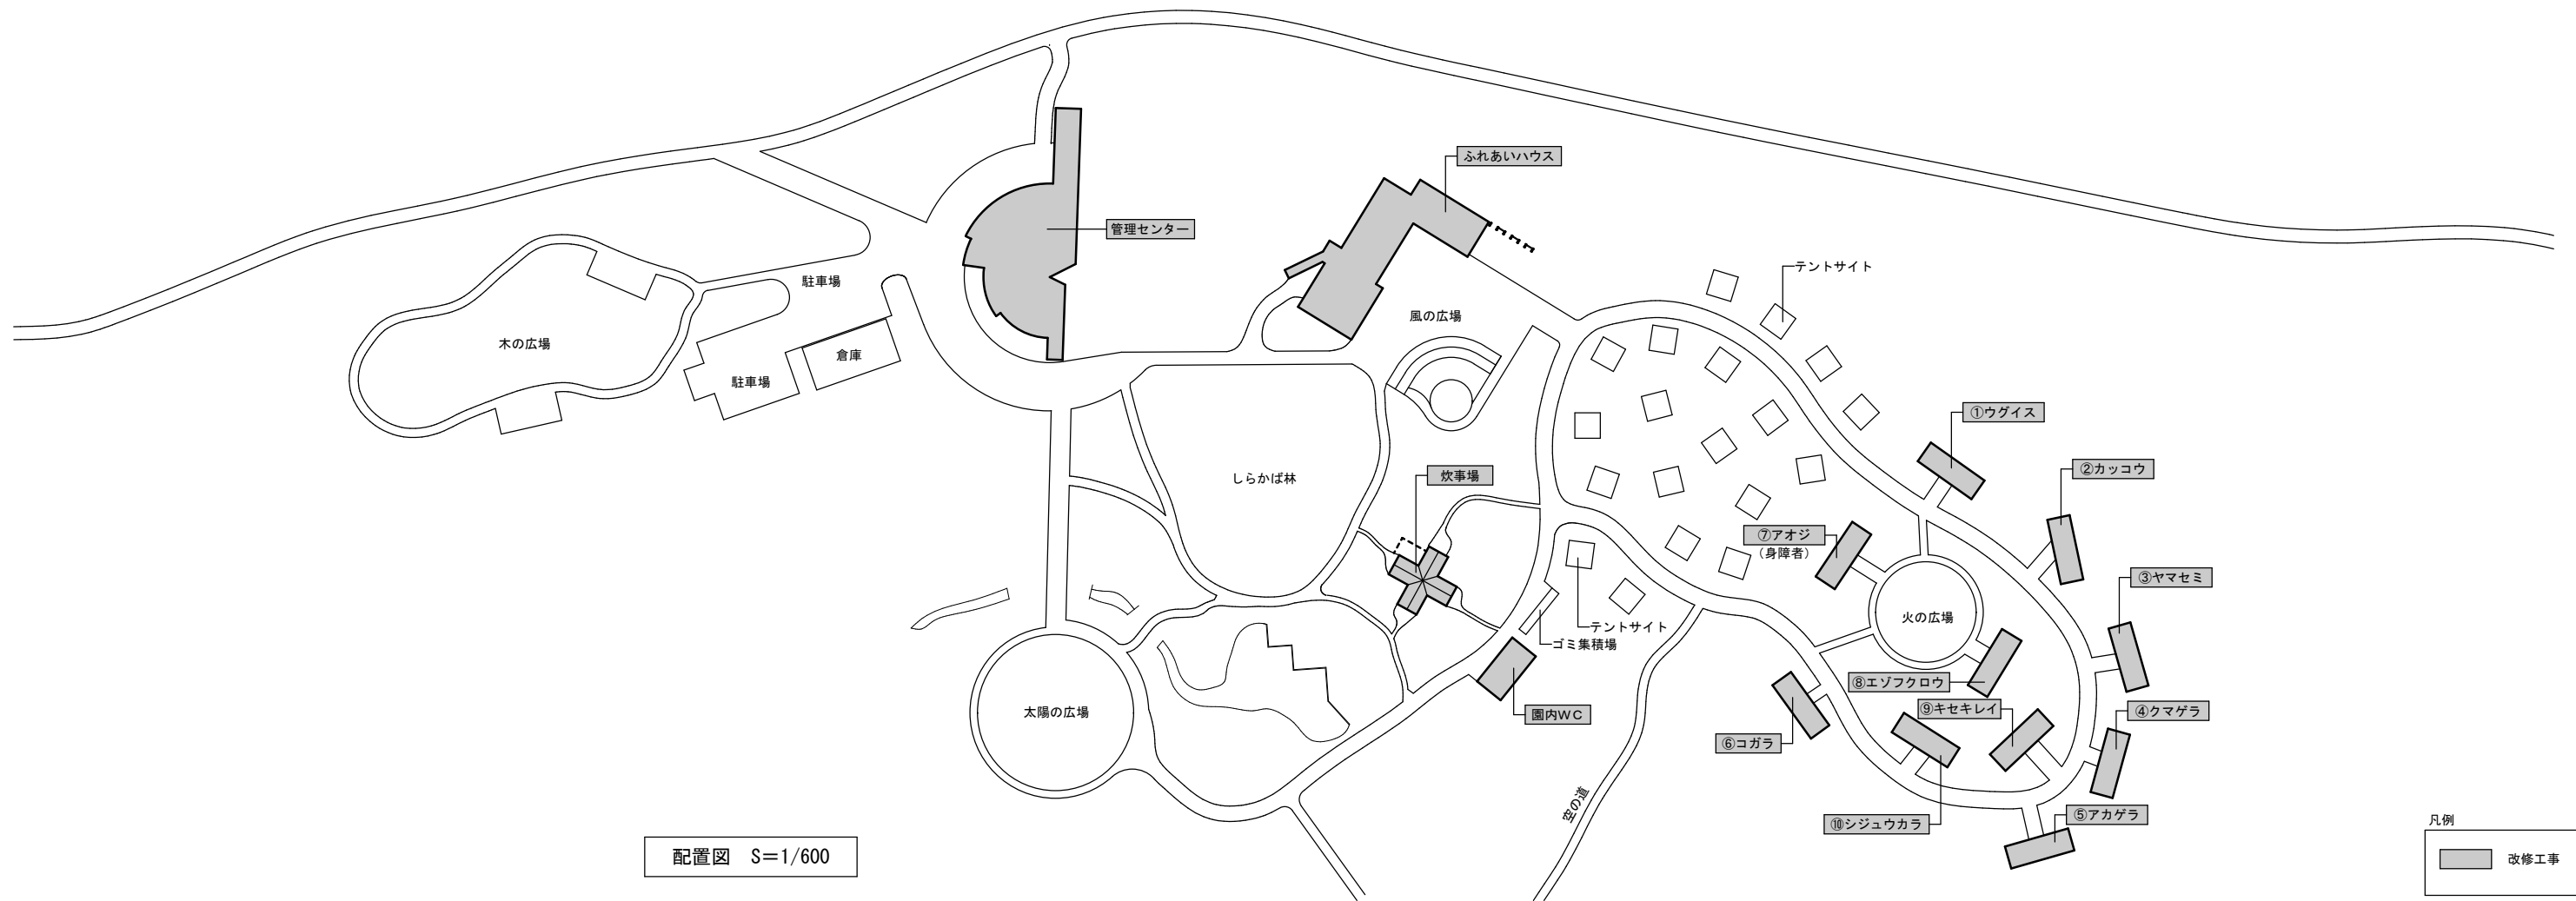 ふれあいハウス
管理センター
テントサイト
駐車場
風の広場
木の広場
倉庫
駐車場
①ウグイス
しらかば林
炊事場
②カッコウ
⑦アオジ
（身障者）
③ヤマセミ
火の広場
テントサイト
ゴミ集積場
⑧エゾフクロウ
⑨キセキレイ
④クマゲラ
太陽の広場
園内WC
⑥コガラ
空の道
⑩シジュウカラ
⑤アカゲラ
凡例
改修工事
配置図　S＝1/600